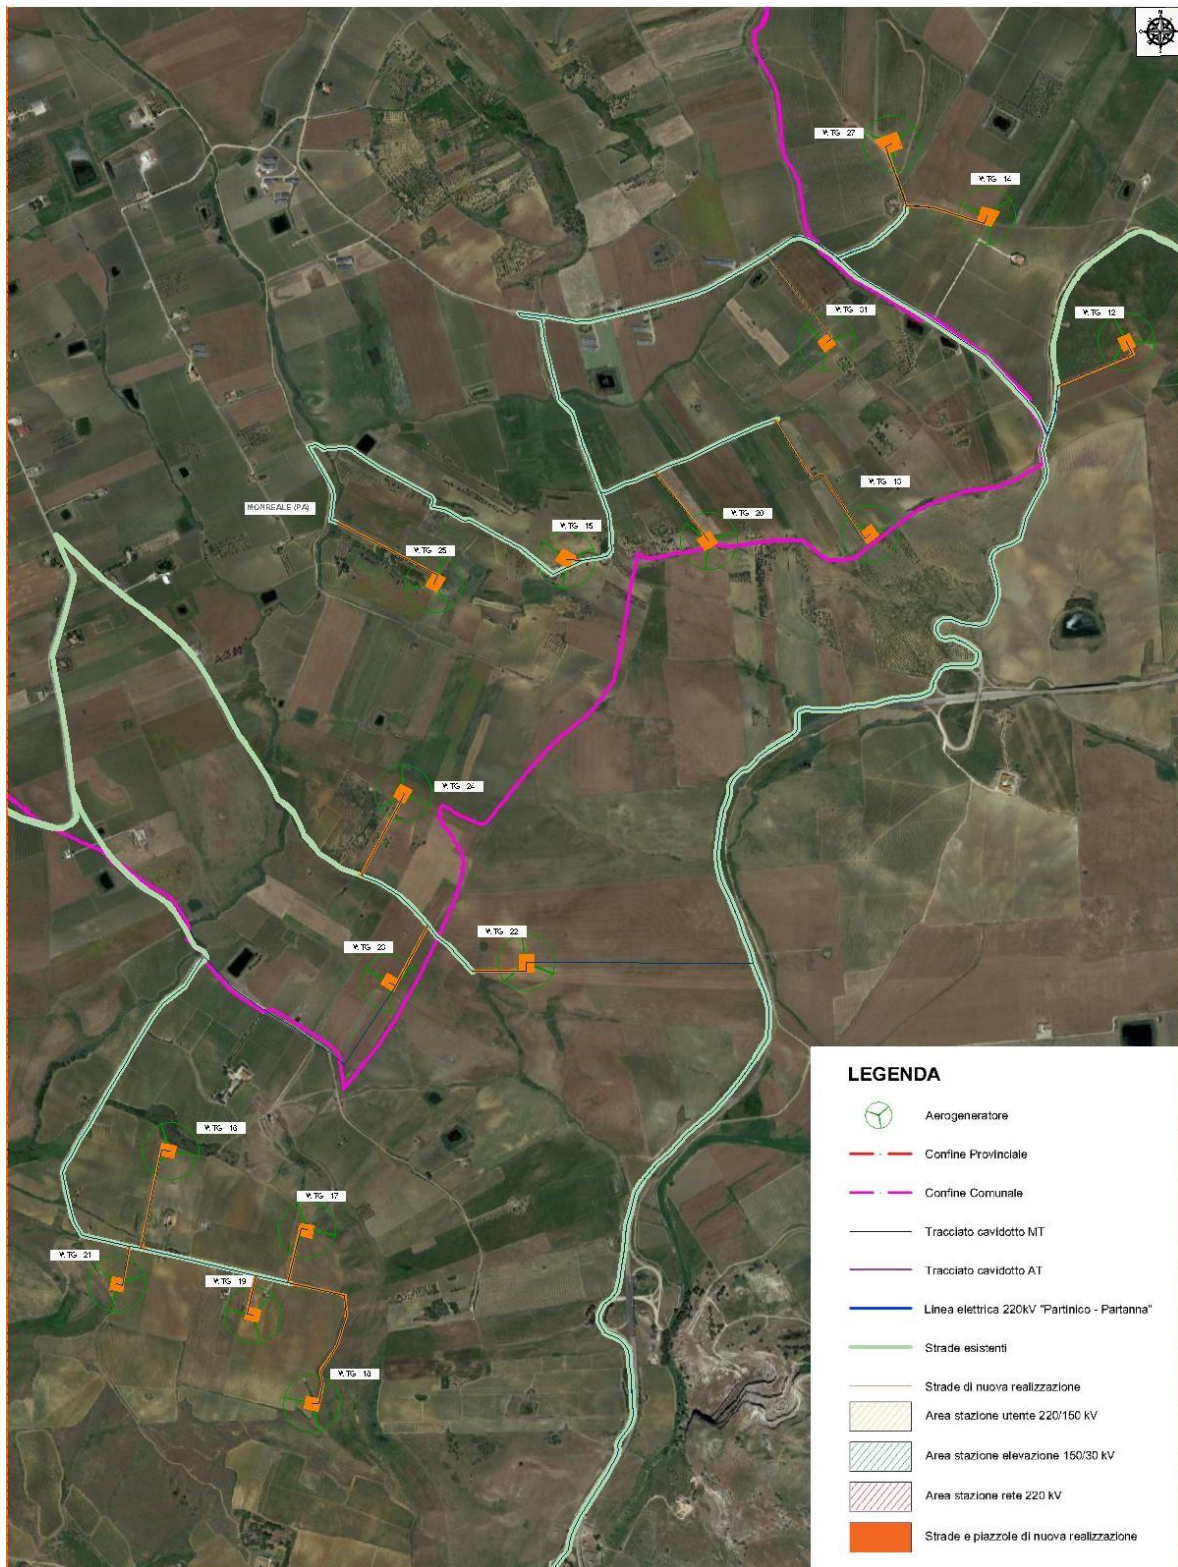 W.TG 27
W.TG 14
W.TG 31
W.TG 12
W.TG 13
W.TG 20
W.TG 15
MONREALE (PA)
W.TG 25
W.TG 24
W.TG 22
W.TG 23
W.TG 16
W.TG 17
W.TG 21
W.TG 19
W.TG 18
LEGENDA
Aerogeneratore
Confine Provinciale
Confine Comunale
Tracciato cavidotto MT
Tracciato cavidotto AT
Linea elettrica 220kV "Partinico - Partanna"
Strade esistenti
Strade di nuova realizzazione
Area stazione utente 220/150 kV
Area stazione elevazione 150/30 kV
Area stazione rete 220 kV
Strade e piazzole di nuova realizzazione